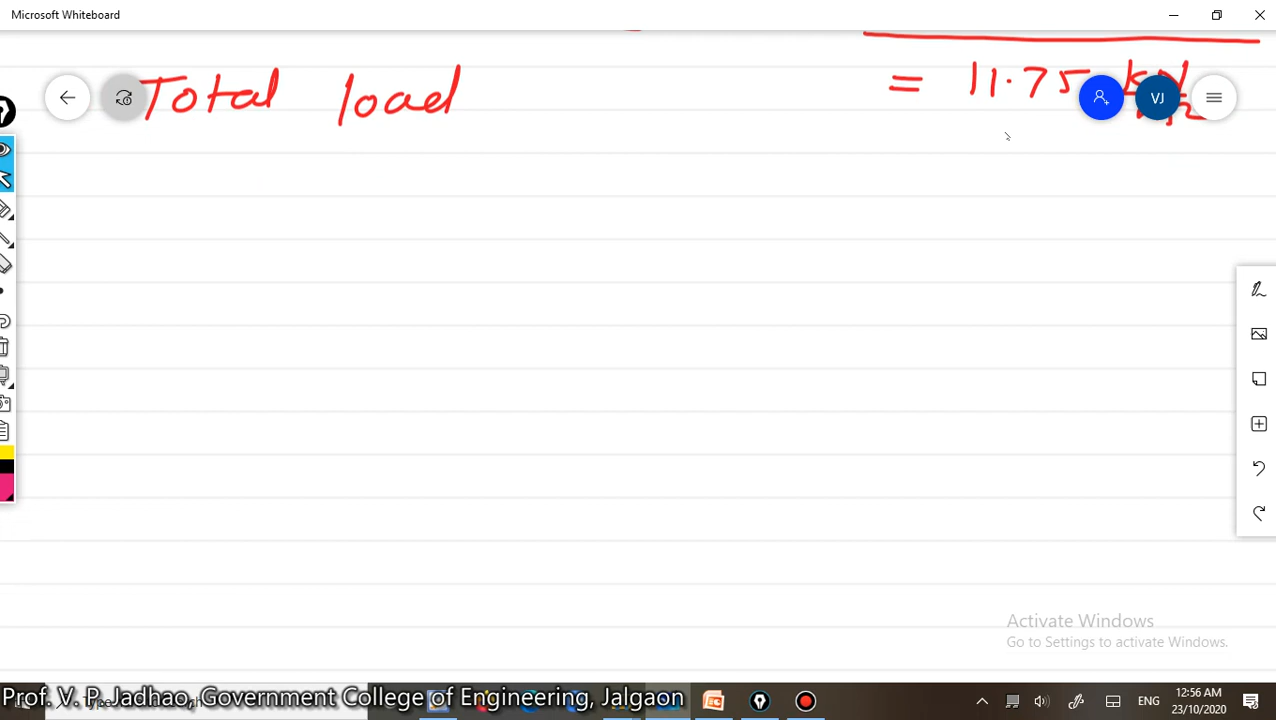 Microsoft Whiteboard
Total load = 11.75 kN
VJ
Activate Windows
Go to Settings to activate Windows.
Prof. V. P. Jadhao, Government College of Engineering, Jalgaon
ENG
12:56 AM
23/10/2020